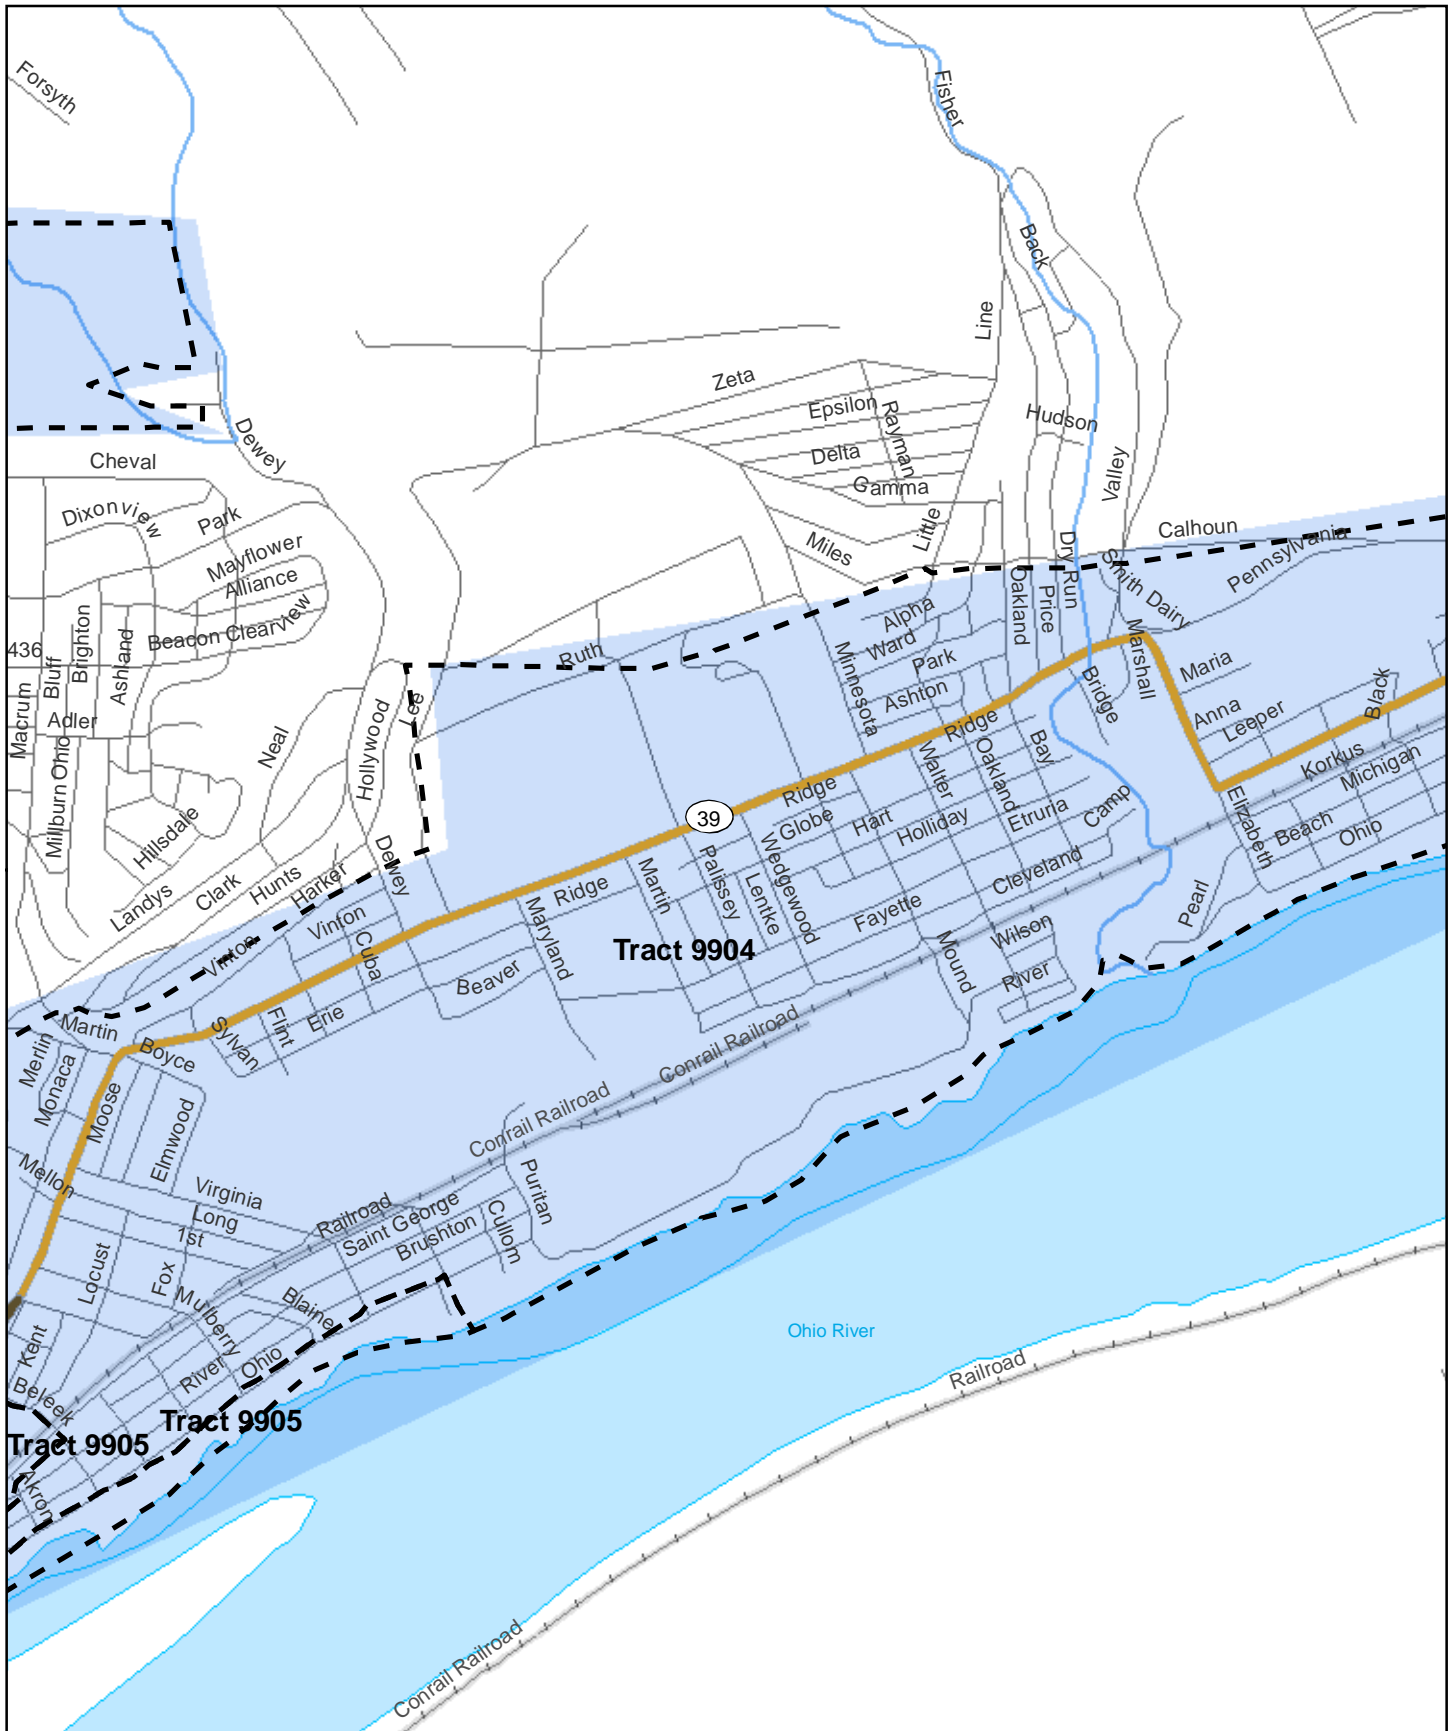 Forsyth
Fisher
Back
Line
Zeta
Epsilon
Rayman
Hudson
Delta
Gamma
Valley
Dewey
Cheval
Dixonview
Park
Mayflower
Alliance
Beacon Clearview
Little
Miles
Calhoun
Pennsylvania
Dry Run
Smith Dairy
Oakland
Price
Alpha
Ward
Park
Ashton
Minnesota
Marshall
Maria
Bridge
Black
Anna
Leeper
436
Bluff
Brighton
Ashland
Macrum
Adler
Millburn
Ohio
Neal
Hollywood
Lee
Ruth
Ridge
Walter
Oakland
Bay
Korkus
Michigan
Elizabeth
Beach
Ohio
Hillsdale
39
Ridge
Globe
Hart
Holliday
Etruria
Camp
Cleveland
Landys
Clark
Hunts
Harker
Dewey
Vinton
Vinton
Cuba
Ridge
Maryland
Martin
Palissey
Lentke
Wedgewood
Fayette
Wilson
Mound
River
Pearl
Tract 9904
Beaver
Erie
Flint
Sylvan
Martin
Boyce
Merlin
Monaca
Moose
Elmwood
Conrail Railroad
Conrail Railroad
Mellon
Virginia
Long
1st
Railroad
Saint George
Brushton
Cullom
Puritan
Locust
Fox
Mulberry
Blaine
Kent
River
Ohio
Beleek
Tract 9905
Tract 9905
Akron
Ohio River
Railroad
Conrail Railroad